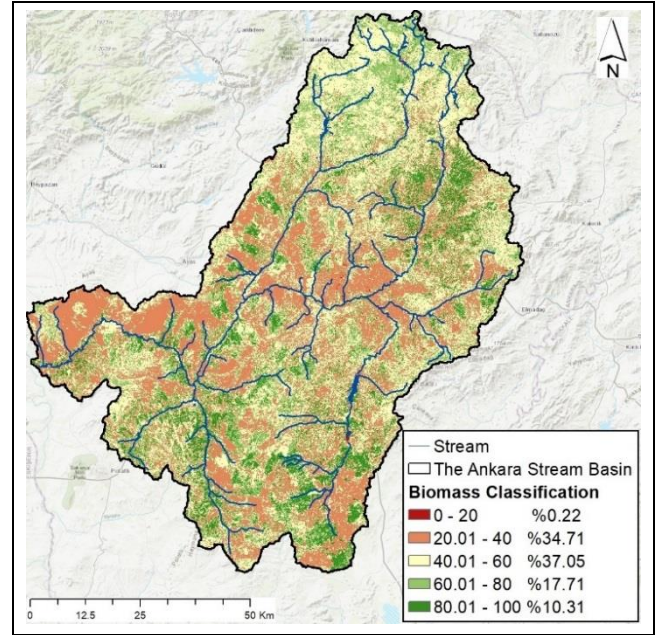 N
Stream
The Ankara Stream Basin
Biomass Classification
0 - 20 %0.22
20.01 - 40 %34.71
40.01 - 60 %37.05
60.01 - 80 %17.71
80.01 - 100 %10.31
0 12.5 25 50 Km